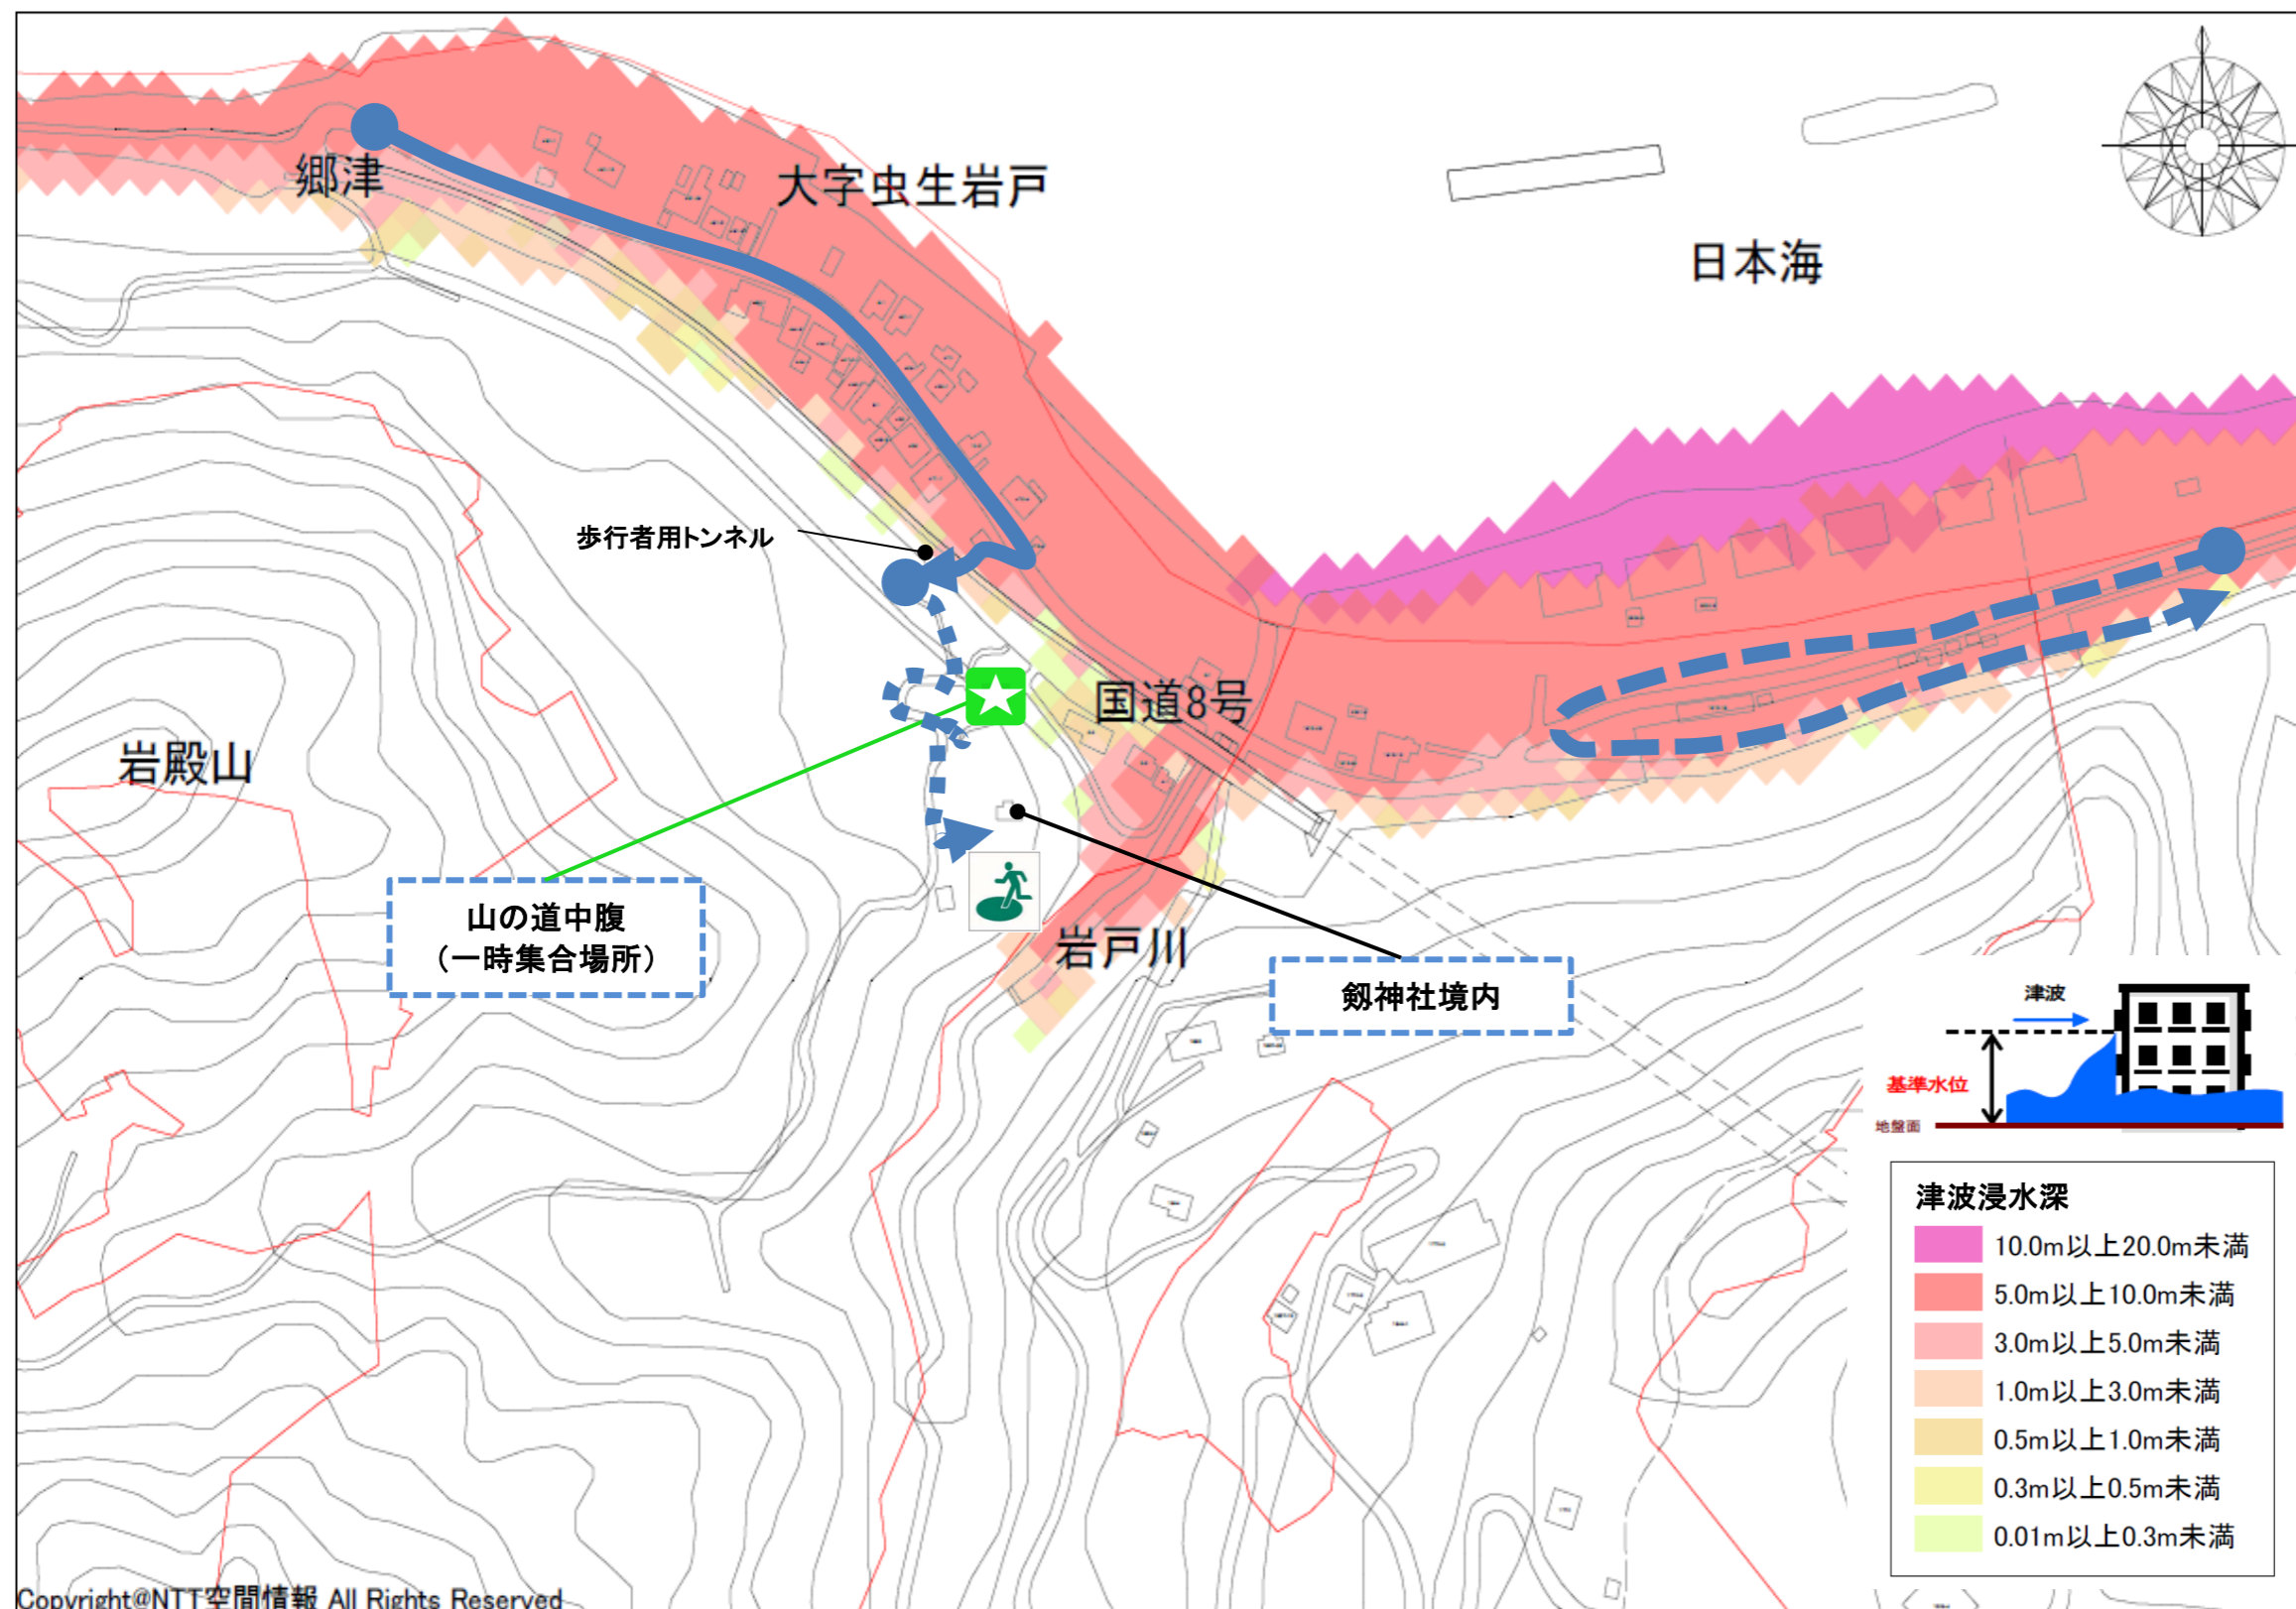 郷津
大字虫生岩戸
日本海
歩行者用トンネル
国道8号
岩殿山
山の道中腹
（一時集合場所）
岩戸川
剱神社境内
津波
基準水位
地盤面
津波浸水深
10.0m以上20.0m未満
5.0m以上10.0m未満
3.0m以上5.0m未満
1.0m以上3.0m未満
0.5m以上1.0m未満
0.3m以上0.5m未満
0.01m以上0.3m未満
Copyright@NTT空間情報 All Rights Reserved